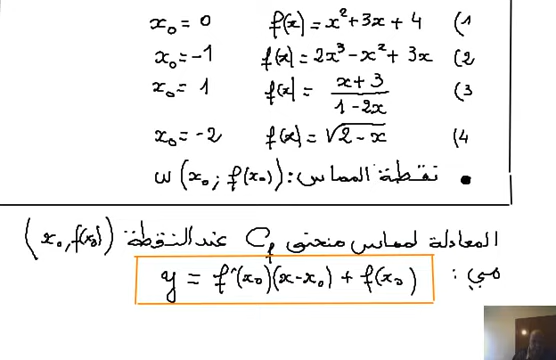 1) f(x) = x² + 3x + 4    x₀ = 0
2) f(x) = 2x³ − x² + 3x    x₀ = −1
3) f(x) = (x + 3)/(1 − 2x)    x₀ = 1
4) f(x) = √(2 − x)    x₀ = −2
• نقطة المماس: ω(x₀; f(x₀))
المعادلة لمماس منحنى C_f عند النقطة (x₀, f(x₀))
هي:
y = f'(x₀)(x − x₀) + f(x₀)